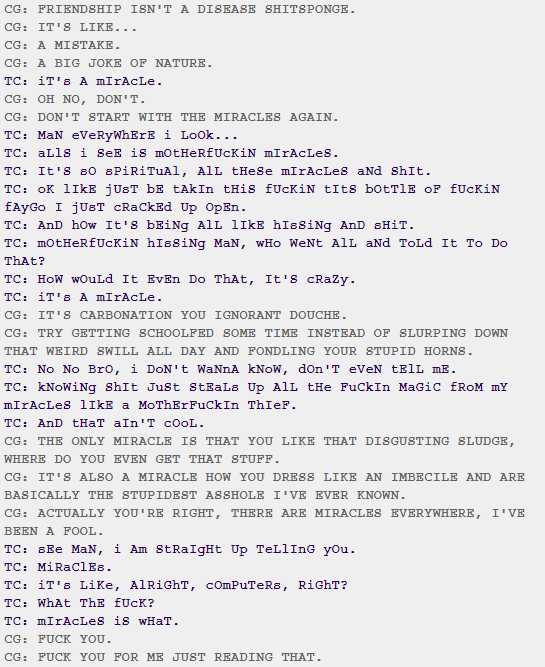 CG: FRIENDSHIP ISN'T A DISEASE SHITSPONGE.
CG: IT'S LIKE...
CG: A MISTAKE.
CG: A BIG JOKE OF NATURE.
TC: iT's A mIrAcLe.
CG: OH NO, DON'T.
CG: DON'T START WITH THE MIRACLES AGAIN.
TC: MaN eVeRyWhErE i LoOk...
TC: aLlS i SeE iS mOtHeRfUcKiN mIrAcLeS.
TC: It'S sO sPiRiTuAl, AlL tHeSe mIrAcLeS aNd ShIt.
TC: oK lIkE jUsT bE tAkIn tHiS fUcKiN tItS bOtTlE oF fUcKiN
fAyGo I jUsT cRaCkEd Up OpEn.
TC: AnD hOw It'S bEiNg AlL lIkE hIsSiNg AnD sHiT.
TC: mOtHeRfUcKiN hIsSiNg MaN, wHo WeNt AlL aNd ToLd It To Do
ThAt?
TC: HoW wOuLd It EvEn Do ThAt, It'S cRaZy.
TC: iT's A mIrAcLe.
CG: IT'S CARBONATION YOU IGNORANT DOUCHE.
CG: TRY GETTING SCHOOLFED SOME TIME INSTEAD OF SLURPING DOWN
THAT WEIRD SWILL ALL DAY AND FONDLING YOUR STUPID HORNS.
TC: No No BrO, i DoN't WaNnA kNoW, dOn'T eVeN tElL mE.
TC: kNoWiNg ShIt JuSt StEaLs Up AlL tHe FuCkIn MaGiC fRoM mY
mIrAcLeS lIkE a MoThErFuCkIn ThIeF.
TC: AnD tHaT aIn'T cOoL.
CG: THE ONLY MIRACLE IS THAT YOU LIKE THAT DISGUSTING SLUDGE,
WHERE DO YOU EVEN GET THAT STUFF.
CG: IT'S ALSO A MIRACLE HOW YOU DRESS LIKE AN IMBECILE AND ARE
BASICALLY THE STUPIDEST ASSHOLE I'VE EVER KNOWN.
CG: ACTUALLY YOU'RE RIGHT, THERE ARE MIRACLES EVERYWHERE, I'VE
BEEN A FOOL.
TC: sEe MaN, i Am StRaIgHt Up TeLlInG yOu.
TC: MiRaClEs.
TC: iT's LiKe, AlRiGhT, cOmPuTeRs, RiGhT?
TC: WhAt ThE fUcK?
TC: mIrAcLeS iS wHaT.
CG: FUCK YOU.
CG: FUCK YOU FOR ME JUST READING THAT.